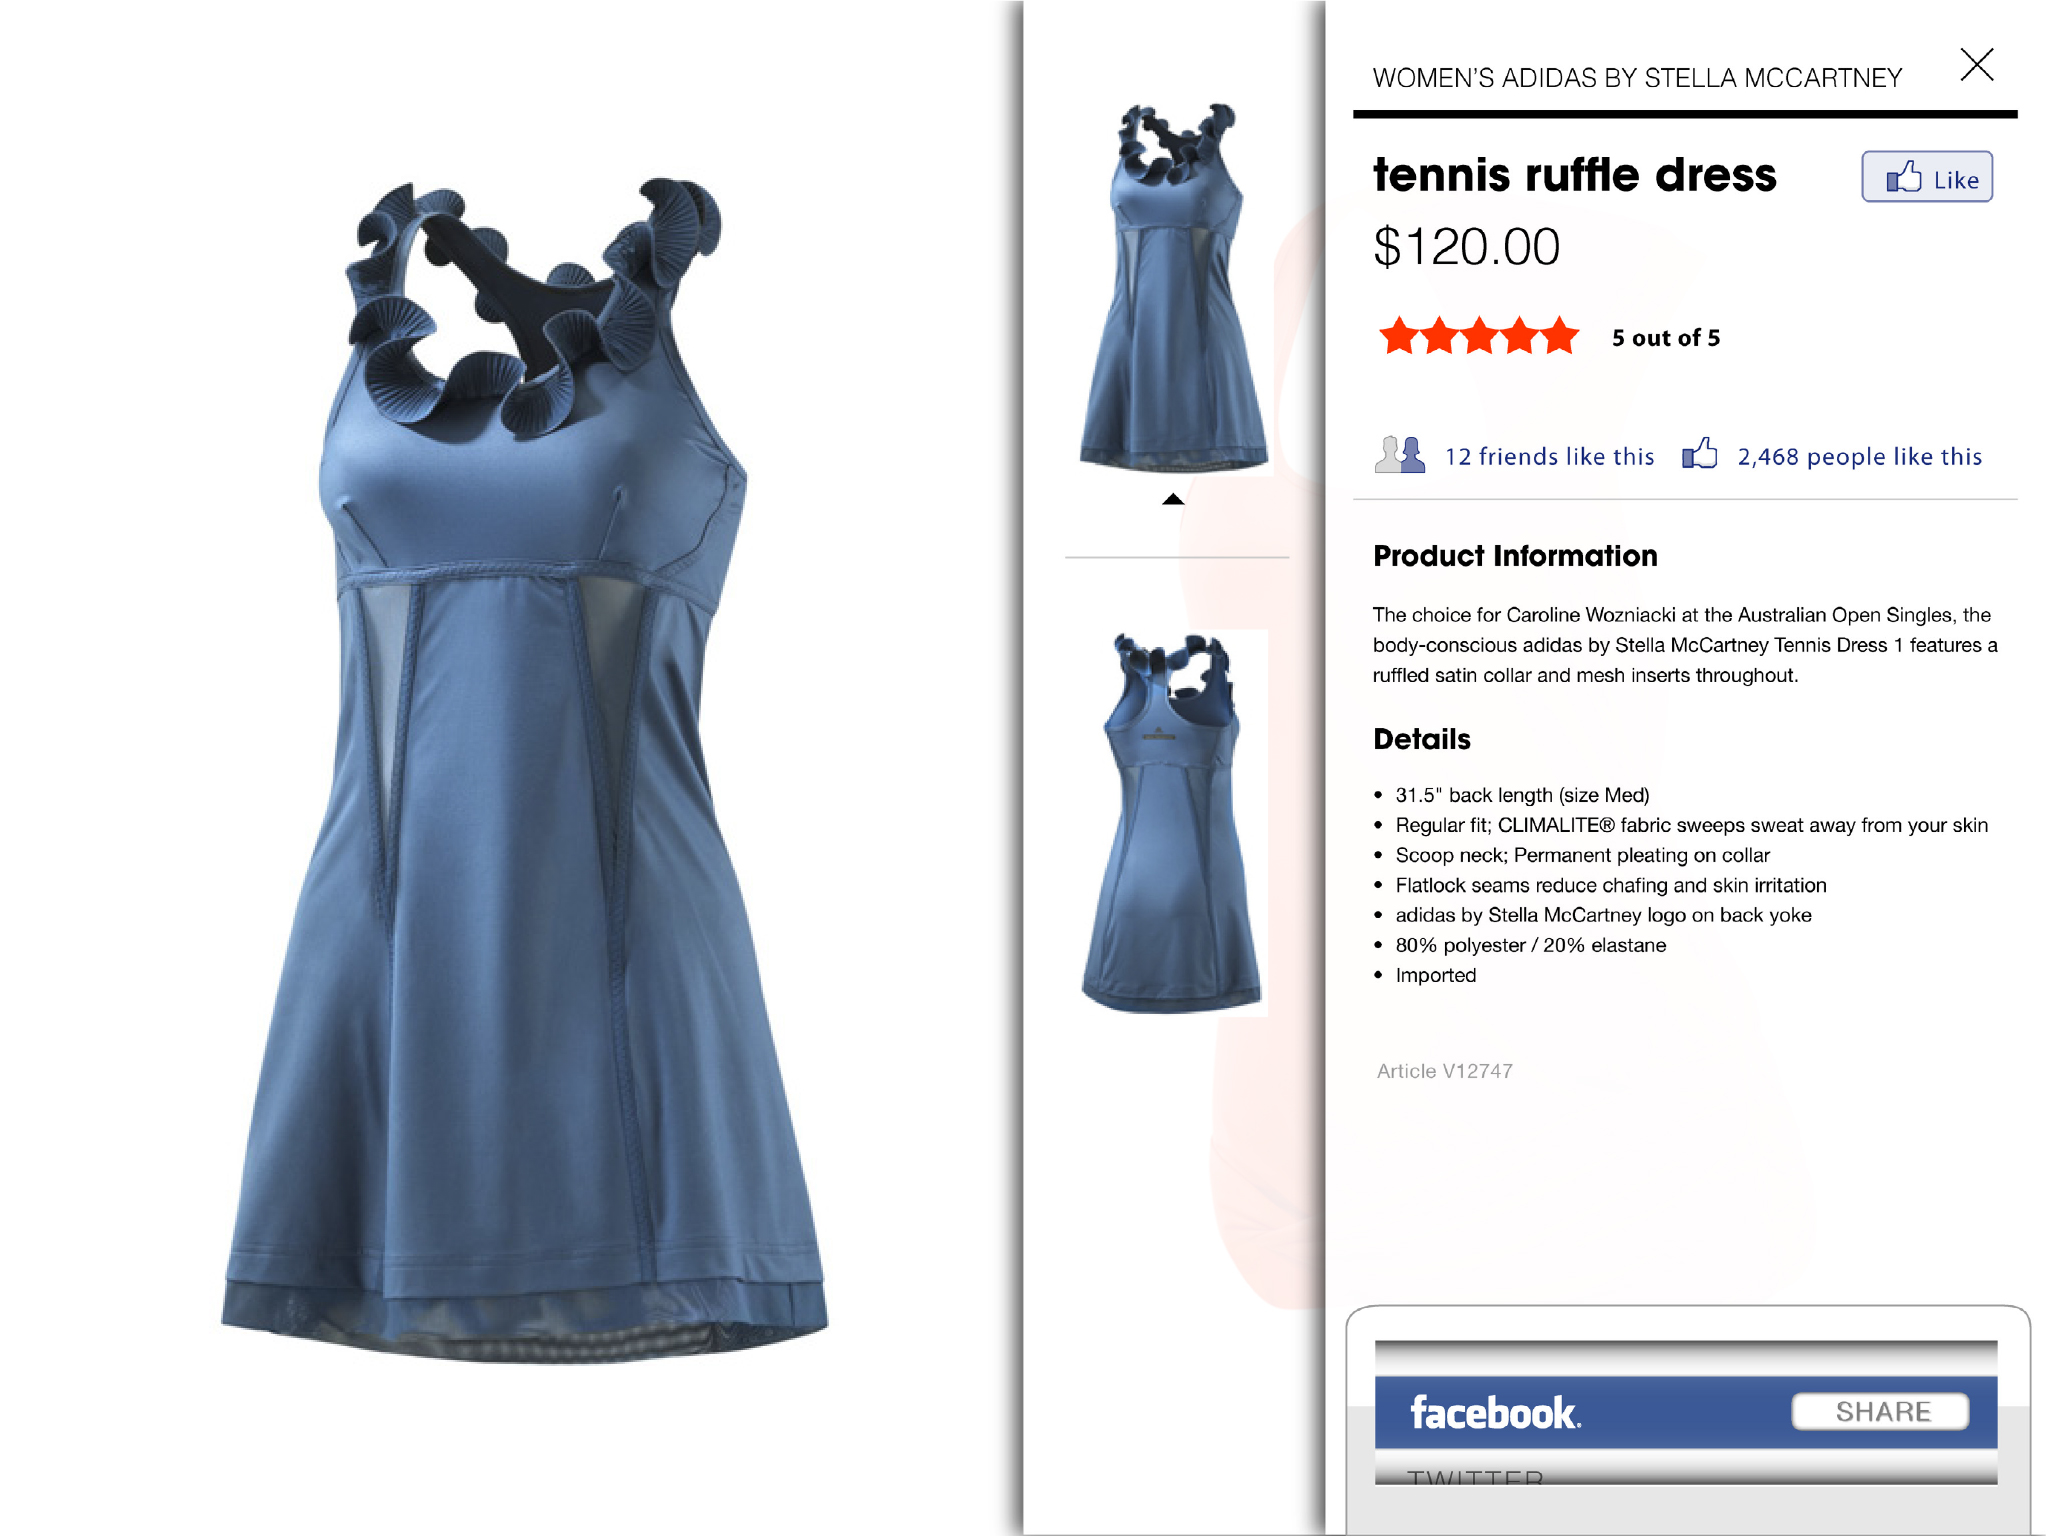 WOMEN'S ADIDAS BY STELLA MCCARTNEY
tennis ruffle dress
Like
$120.00
5 out of 5
12 friends like this
2,468 people like this
Product Information
The choice for Caroline Wozniacki at the Australian Open Singles, the
body-conscious adidas by Stella McCartney Tennis Dress 1 features a
ruffled satin collar and mesh inserts throughout.
Details
• 31.5" back length (size Med)
• Regular fit; CLIMALITE® fabric sweeps sweat away from your skin
• Scoop neck; Permanent pleating on collar
• Flatlock seams reduce chafing and skin irritation
• adidas by Stella McCartney logo on back yoke
• 80% polyester / 20% elastane
• Imported
Article V12747
facebook.
SHARE
TWITTER